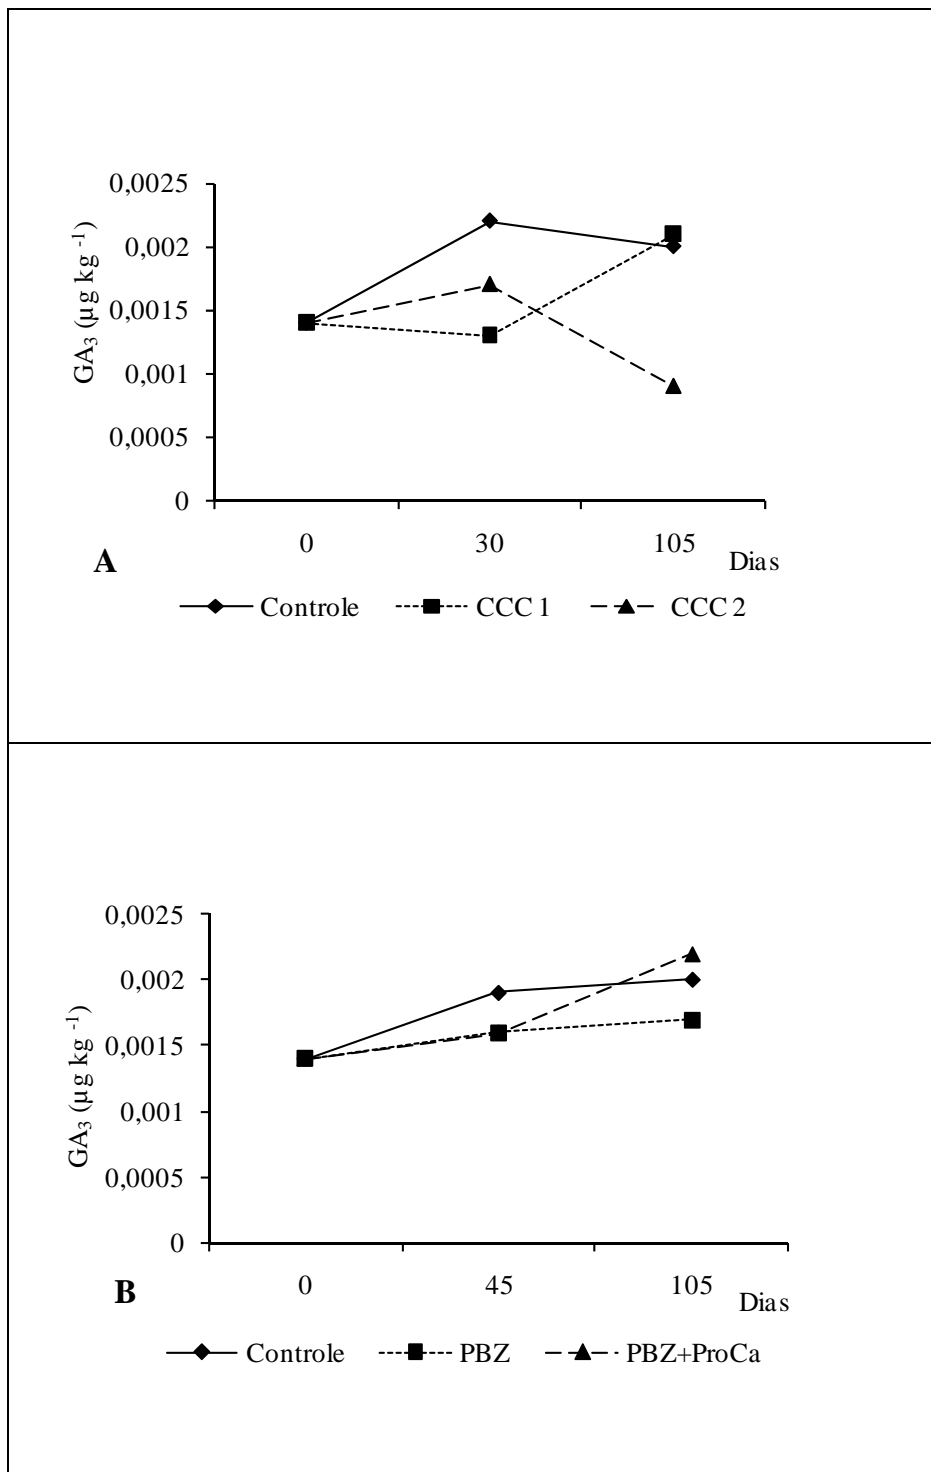 0,0025
0,002
0,0015
0,001
0,0005
0
GA₃ (µg kg⁻¹)
0 30 105
Dias
A
Controle CCC 1 CCC 2
0,0025
0,002
0,0015
0,001
0,0005
0
GA₃ (µg kg⁻¹)
0 45 105
Dias
B
Controle PBZ PBZ+ProCa